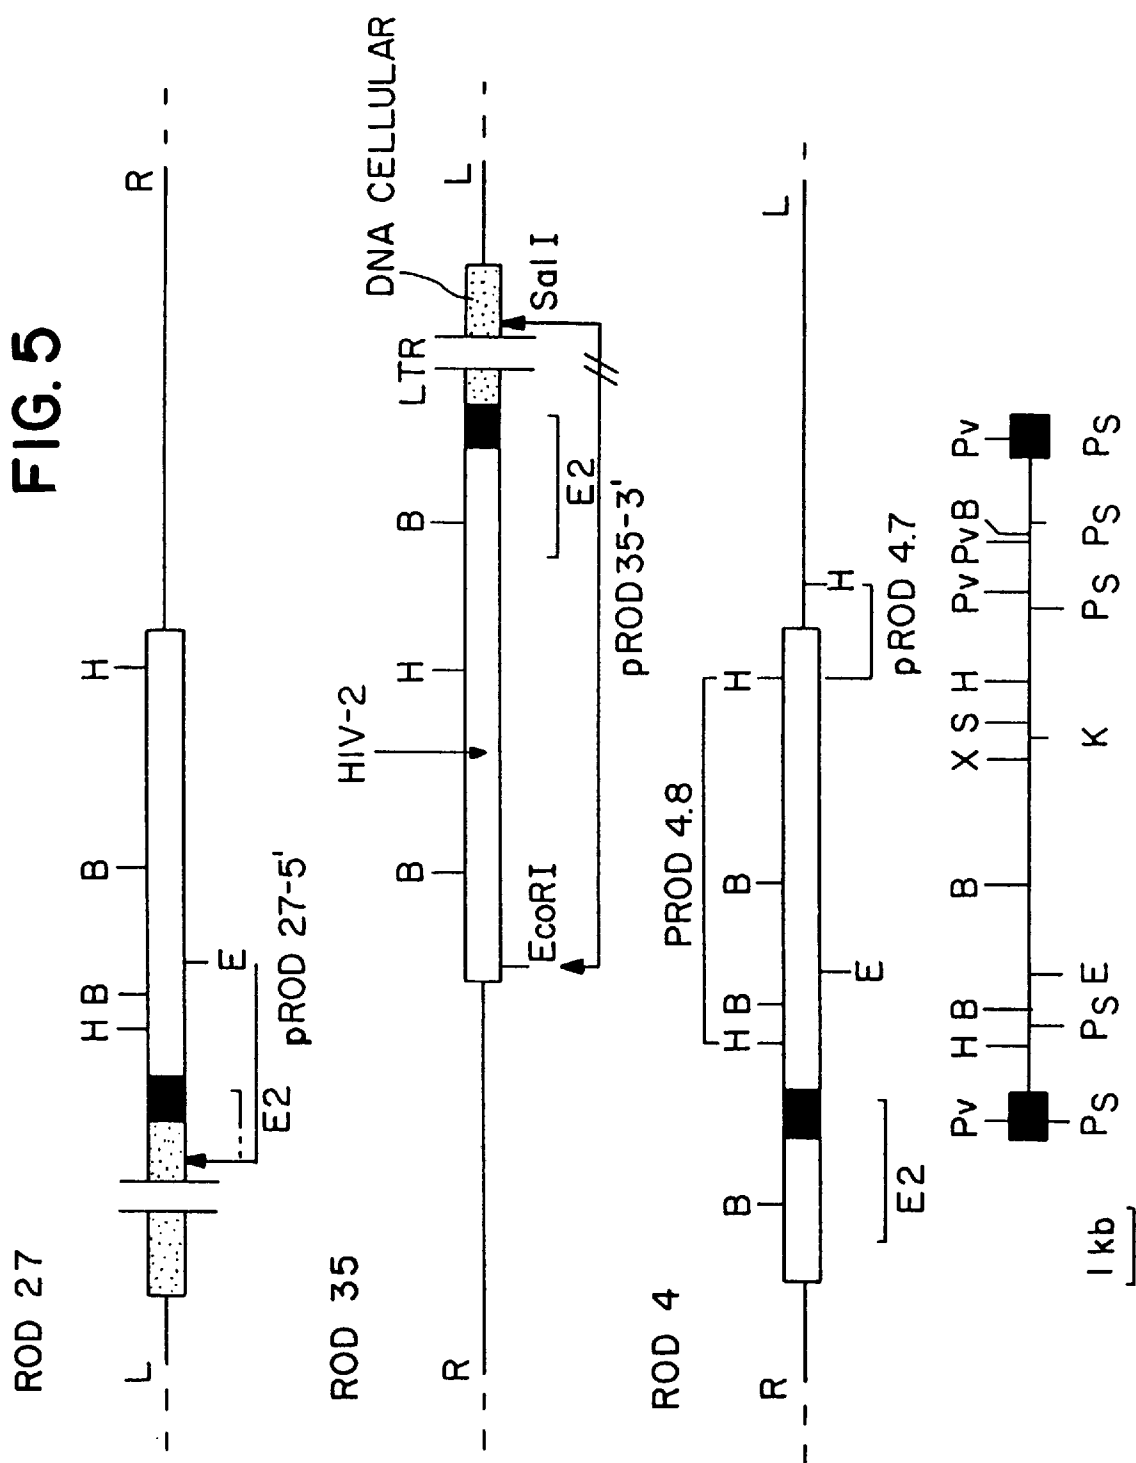 FIG. 5
ROD 27
H B B H
L R
E
E2
pROD 27-5'
ROD 35
HIV-2
LTR
DNA CELLULAR
B H B
R L
EcoRI
Sal I
E2
pROD 35-3'
ROD 4
PROD 4.8
B H B B H
R L
E
H
E2
pROD 4.7
Pv H B B X S H Pv Pv B Pv
Ps Ps E K Ps Ps Ps
1 kb